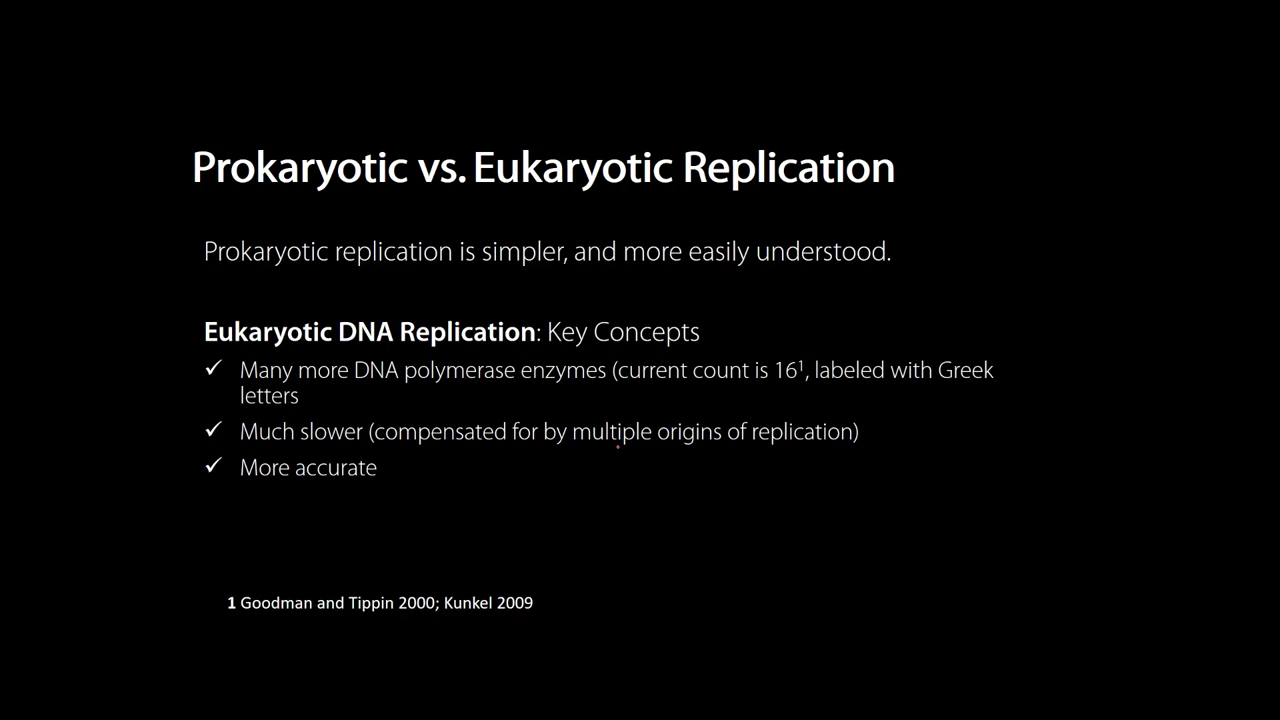 Prokaryotic vs. Eukaryotic Replication
Prokaryotic replication is simpler, and more easily understood.
Eukaryotic DNA Replication: Key Concepts
✓ Many more DNA polymerase enzymes (current count is 16¹, labeled with Greek
letters
✓ Much slower (compensated for by multiple origins of replication)
✓ More accurate
1 Goodman and Tippin 2000; Kunkel 2009